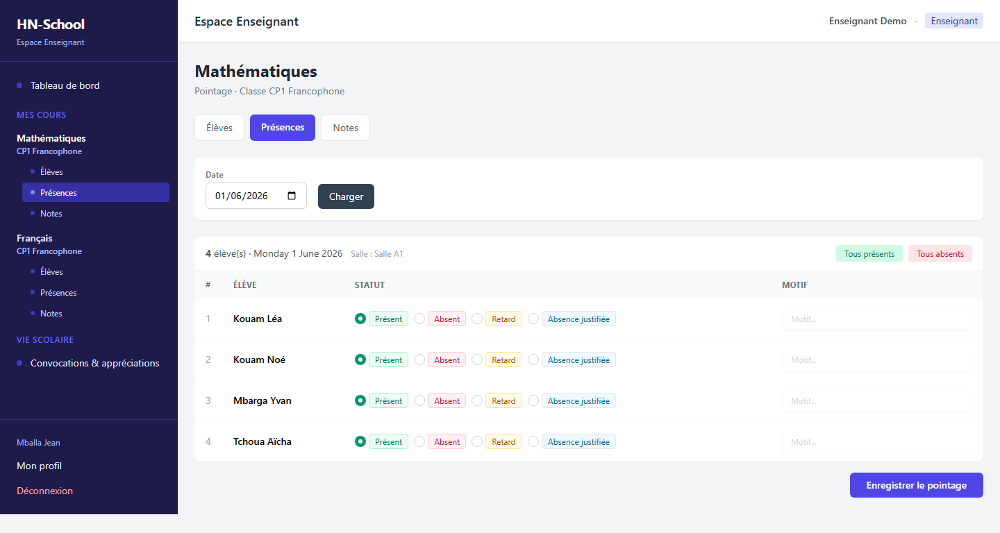 HN-School
Espace Enseignant
Tableau de bord
MES COURS
Mathématiques
CP1 Francophone
Élèves
Présences
Notes
Français
CP1 Francophone
Élèves
Présences
Notes
VIE SCOLAIRE
Convocations & appréciations
Mballa Jean
Mon profil
Déconnexion
Espace Enseignant
Enseignant Demo · Enseignant
Mathématiques
Pointage · Classe CP1 Francophone
Élèves Présences Notes
Date
01/06/2026 Charger
4 élève(s) · Monday 1 June 2026 Salle : Salle A1 Tous présents Tous absents
# ÉLÈVE STATUT MOTIF
1 Kouam Léa Présent Absent Retard Absence justifiée Motif...
2 Kouam Noé Présent Absent Retard Absence justifiée Motif...
3 Mbarga Yvan Présent Absent Retard Absence justifiée Motif...
4 Tchoua Aïcha Présent Absent Retard Absence justifiée Motif...
Enregistrer le pointage